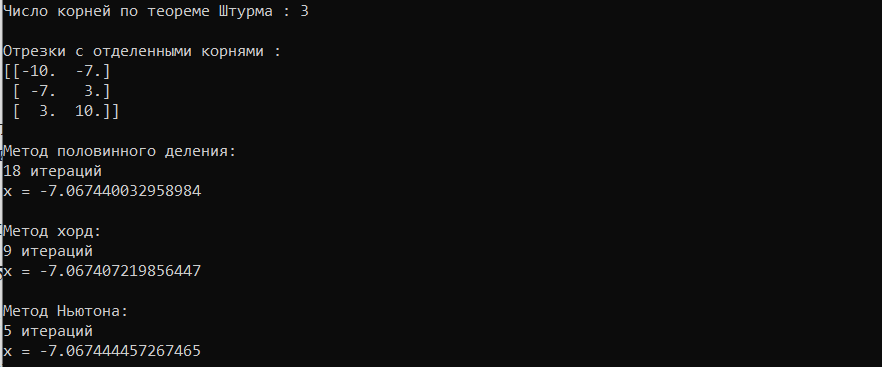 Число корней по теореме Штурма : 3
Отрезки с отделенными корнями :
[[-10.  -7.]
 [ -7.   3.]
 [  3.  10.]]
Метод половинного деления:
18 итераций
x = -7.067440032958984
Метод хорд:
9 итераций
x = -7.067407219856447
Метод Ньютона:
5 итераций
x = -7.067444457267465